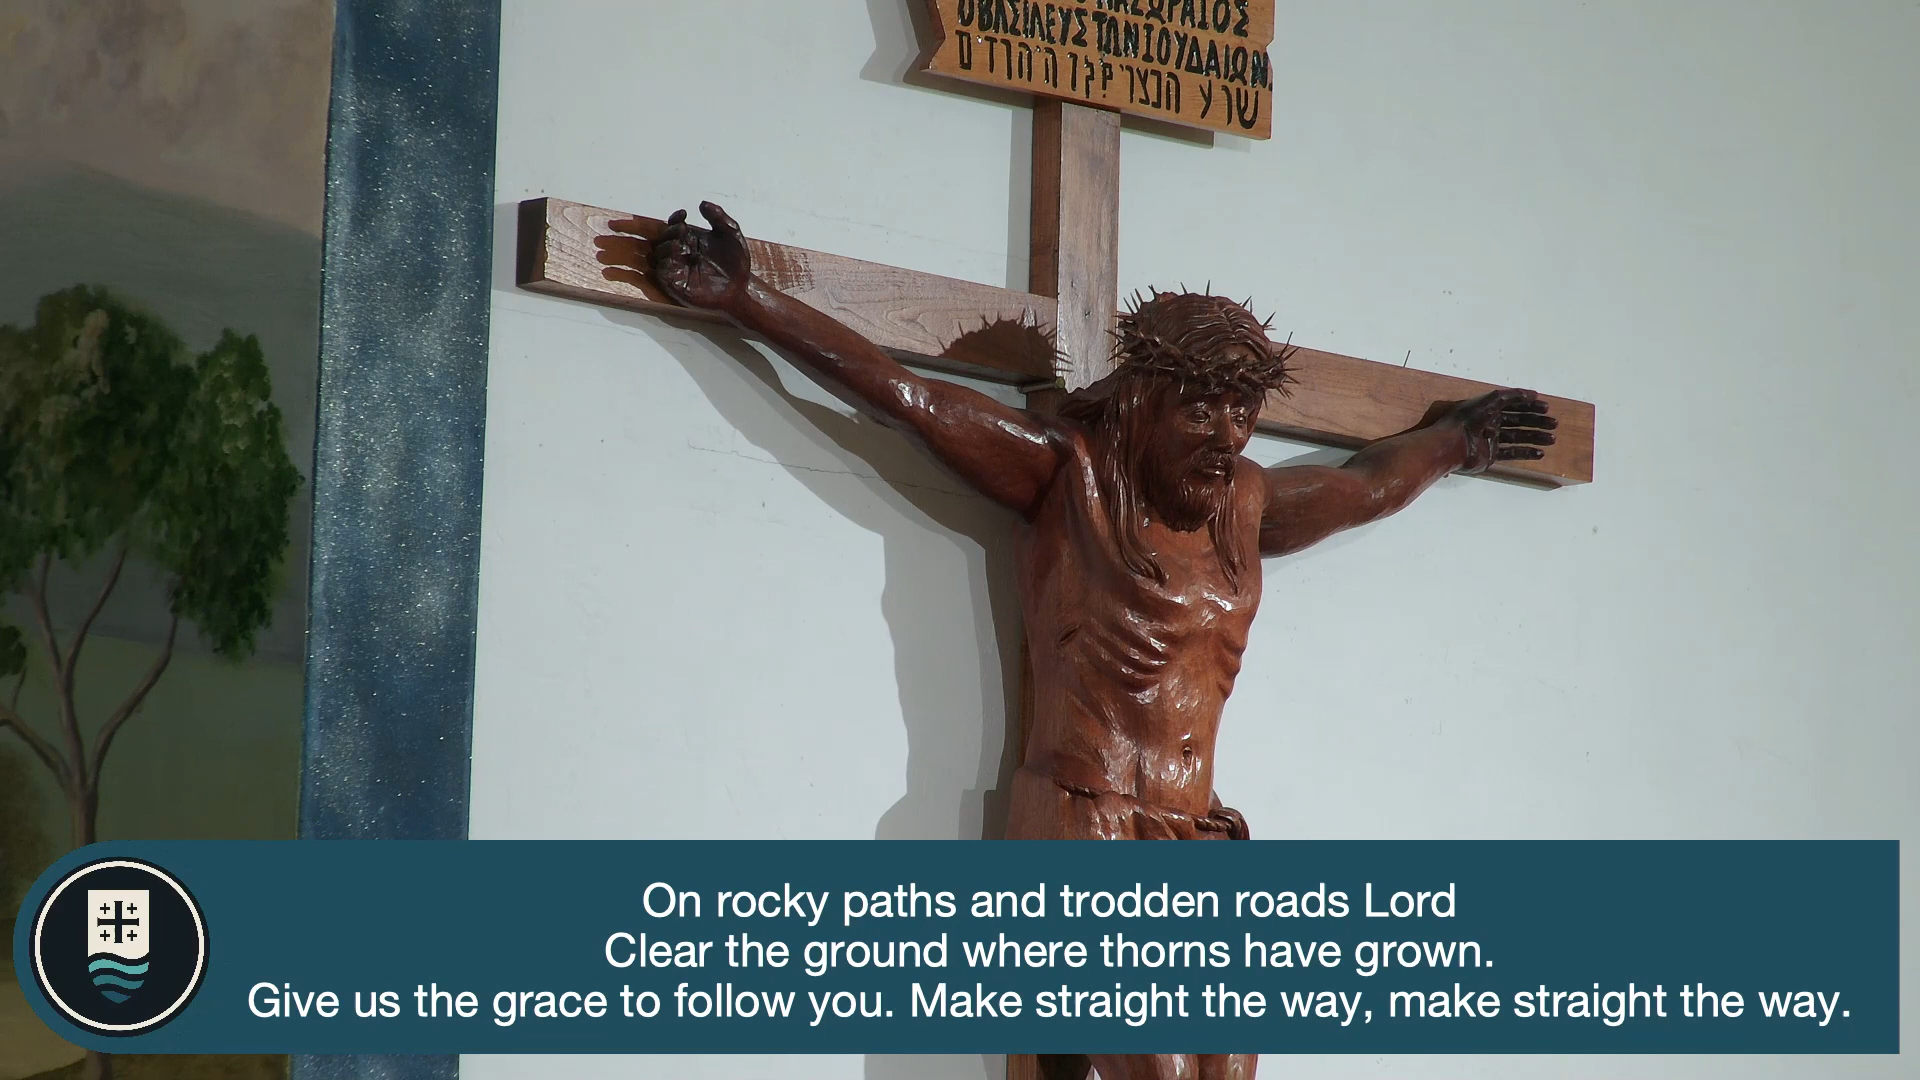 ΟΒΑΣΙΛΕΥΣΤΩΝΙΟΥΔΑΙΩΝ.
On rocky paths and trodden roads Lord
Clear the ground where thorns have grown.
Give us the grace to follow you. Make straight the way, make straight the way.